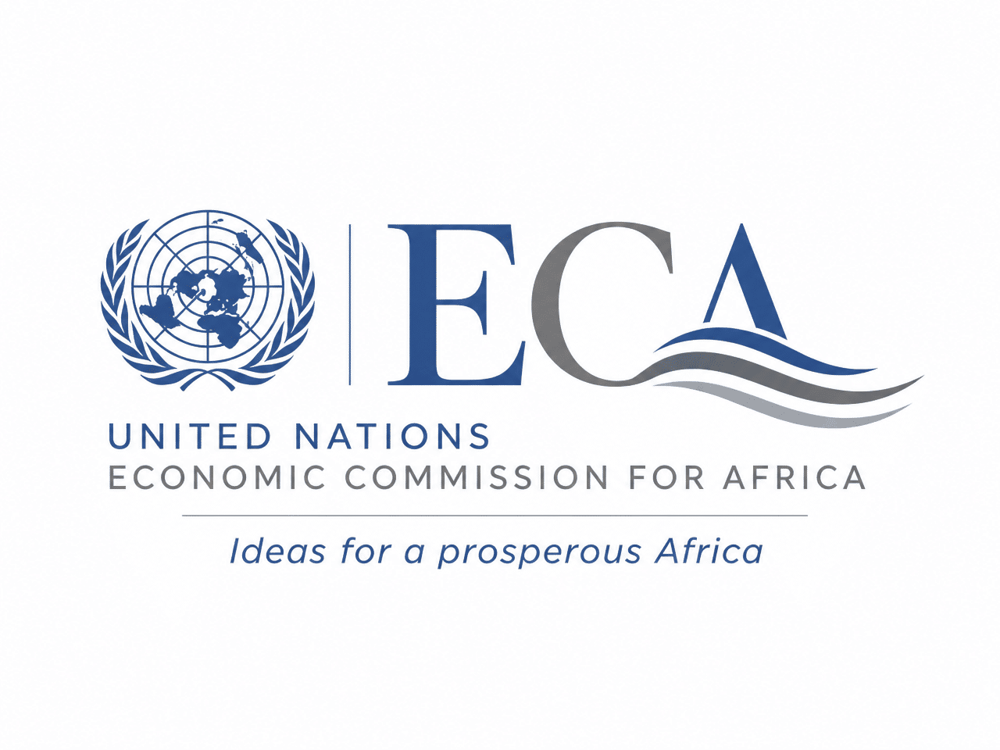 ECA
UNITED NATIONS
ECONOMIC COMMISSION FOR AFRICA
Ideas for a prosperous Africa